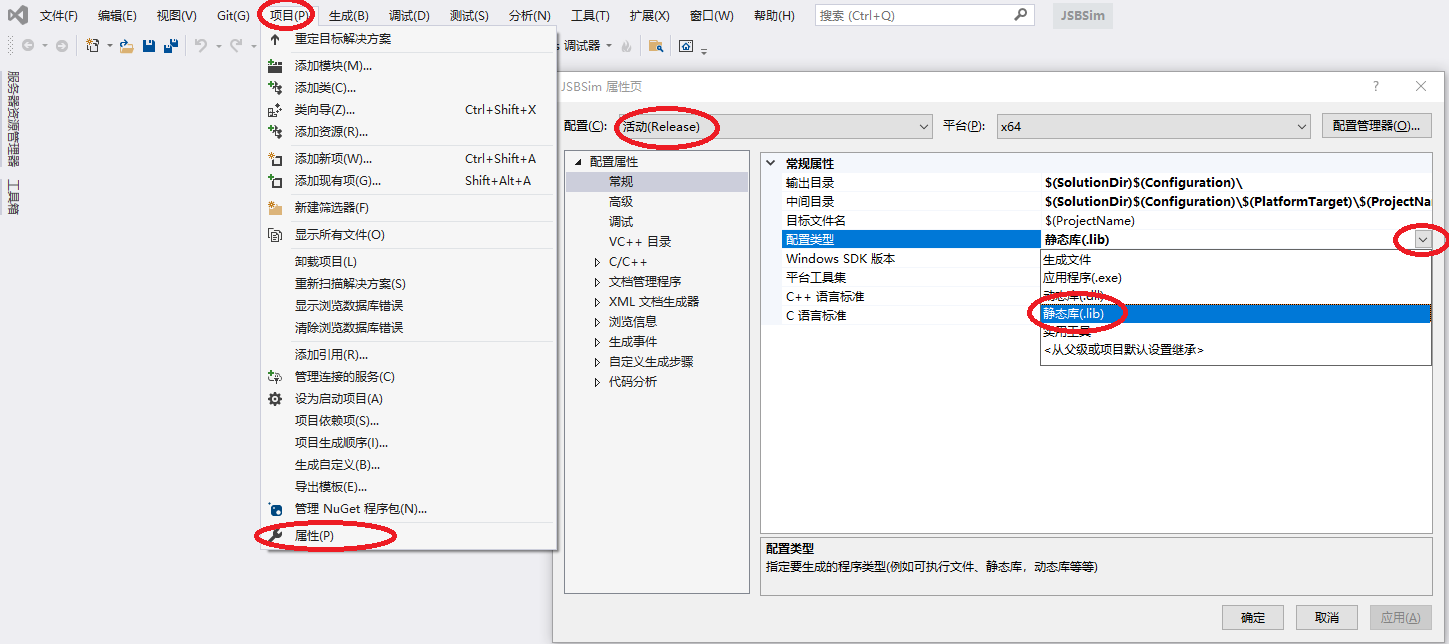 文件(F) 编辑(E) 视图(V) Git(G) 项目(P) 生成(B) 调试(D) 测试(S) 分析(N) 工具(T) 扩展(X) 窗口(W) 帮助(H) 搜索 (Ctrl+Q) JSBSim
调试器
服务器资源管理器
工具箱
重定目标解决方案
添加模块(M)...
添加类(C)...
类向导(Z)... Ctrl+Shift+X
添加资源(R)...
添加新项(W)... Ctrl+Shift+A
添加现有项(G)... Shift+Alt+A
新建筛选器(F)
显示所有文件(O)
卸载项目(L)
重新扫描解决方案(S)
显示浏览数据库错误
清除浏览数据库错误
添加引用(R)...
管理连接的服务(C)
设为启动项目(A)
项目依赖项(S)...
项目生成顺序(I)...
生成自定义(B)...
导出模板(E)...
管理 NuGet 程序包(N)...
属性(P)
JSBSim 属性页 ?
配置(C): 活动(Release) 平台(P): x64 配置管理器(O)...
配置属性
常规
高级
调试
VC++ 目录
C/C++
文档管理程序
XML 文档生成器
浏览信息
生成事件
自定义生成步骤
代码分析
常规属性
输出目录 $(SolutionDir)$(Configuration)\
中间目录 $(SolutionDir)$(Configuration)\$(PlatformTarget)\$(ProjectNa
目标文件名 $(ProjectName)
配置类型 静态库(.lib)
Windows SDK 版本
平台工具集
C++ 语言标准
C 语言标准
生成文件
应用程序(.exe)
动态库(.dll)
静态库(.lib)
实用工具
<从父级或项目默认设置继承>
配置类型
指定要生成的程序类型(例如可执行文件、静态库，动态库等等)
确定 取消 应用(A)